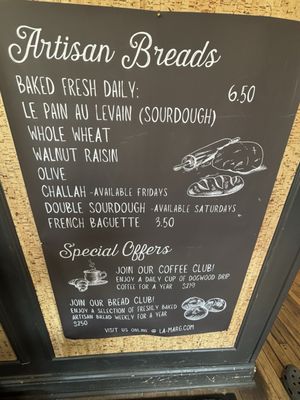 Artisan Breads
BAKED FRESH DAILY: 6.50
LE PAIN AU LEVAIN (SOURDOUGH)
WHOLE WHEAT
WALNUT RAISIN
OLIVE
CHALLAH -AVAILABLE FRIDAYS
DOUBLE SOURDOUGH -AVAILABLE SATURDAYS
FRENCH BAGUETTE 3.50
Special Offers
JOIN OUR COFFEE CLUB!
ENJOY A DAILY CUP OF DOGWOOD DRIP
COFFEE FOR A YEAR $219
JOIN OUR BREAD CLUB!
ENJOY A SELECTION OF FRESHLY BAKED
ARTISAN BREAD WEEKLY FOR A YEAR
$250
VISIT US ONLINE @ LA-MARG.COM